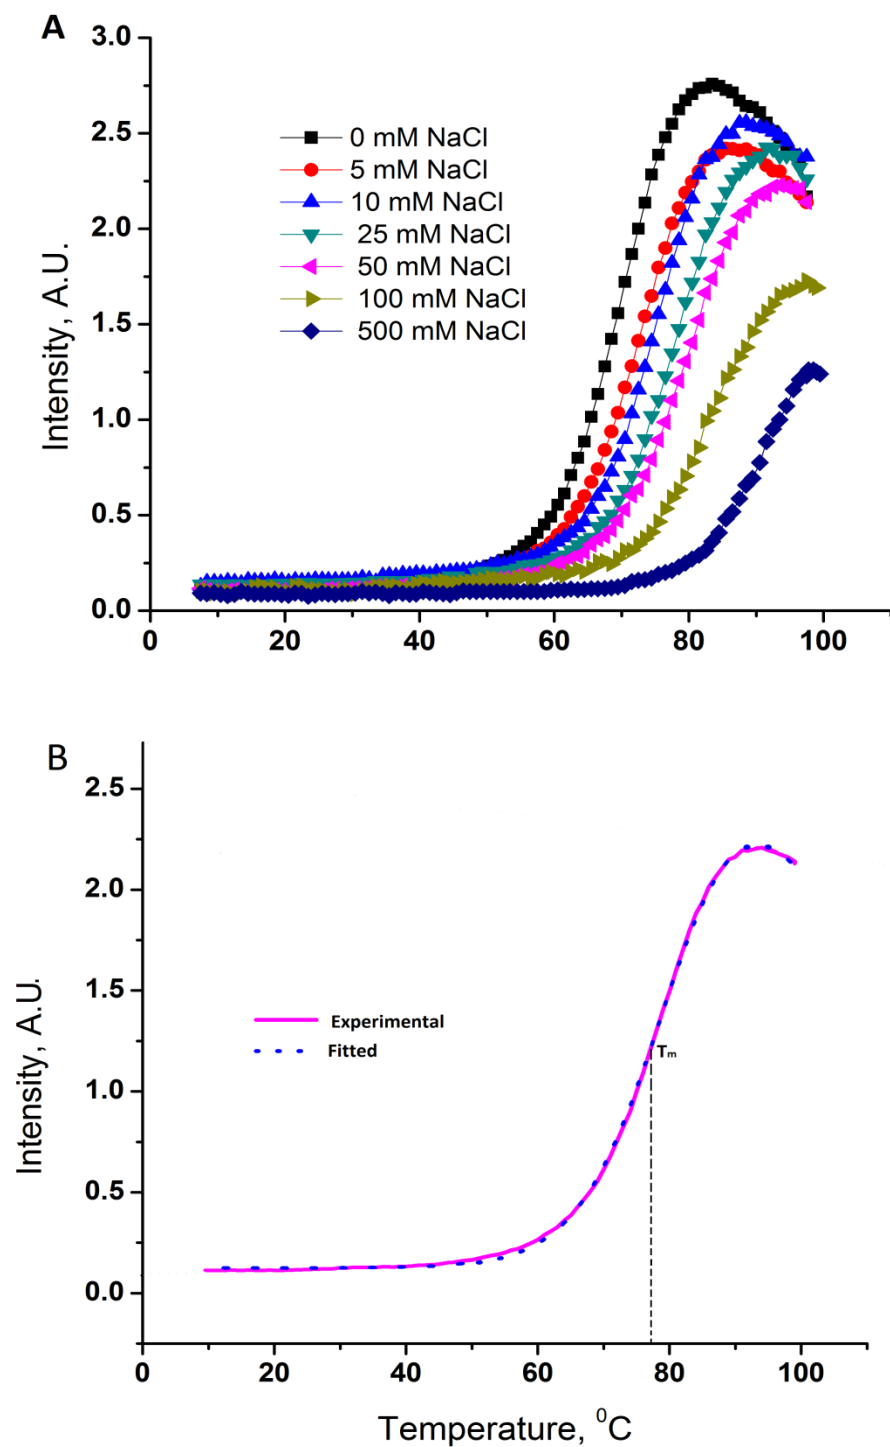 A
3.0
2.5
2.0
1.5
1.0
0.5
0.0
Intensity, A.U.
0 mM NaCl
5 mM NaCl
10 mM NaCl
25 mM NaCl
50 mM NaCl
100 mM NaCl
500 mM NaCl
0 20 40 60 80 100
B
2.5
2.0
1.5
1.0
0.5
0.0
Intensity, A.U.
Experimental
Fitted
Tₘ
0 20 40 60 80 100
Temperature, ⁰C